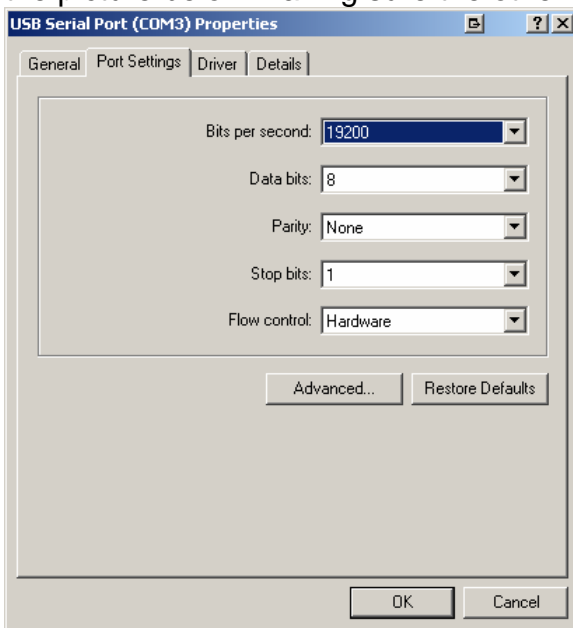 USB Serial Port (COM3) Properties
General Port Settings Driver Details
Bits per second: 19200
Data bits: 8
Parity: None
Stop bits: 1
Flow control: Hardware
Advanced... Restore Defaults
OK Cancel